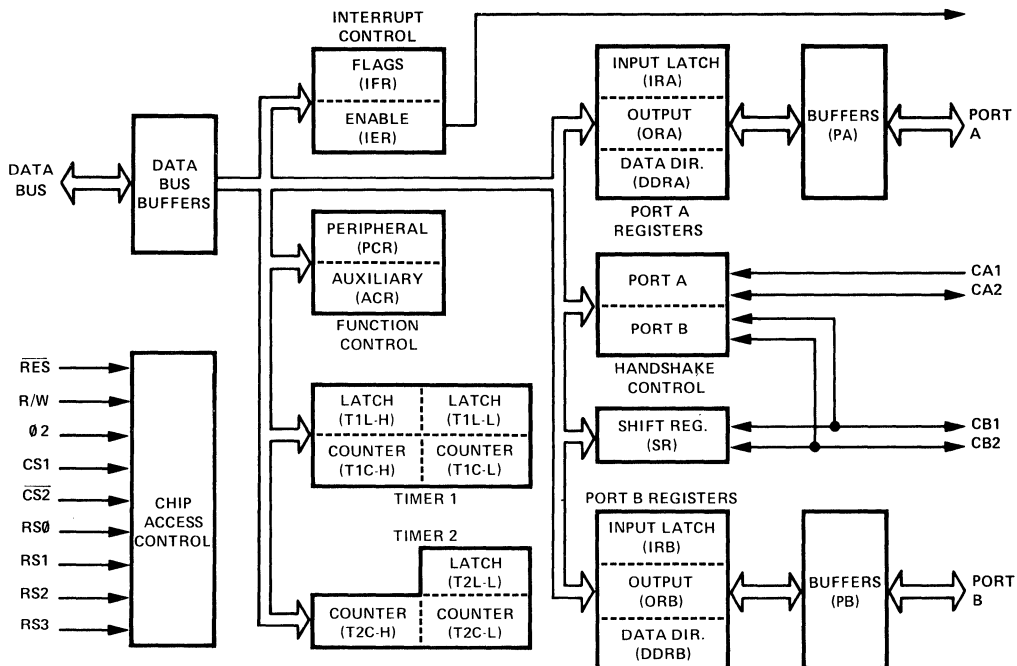 INTERRUPT
CONTROL
FLAGS
(IFR)
ENABLE
(IER)
INPUT LATCH
(IRA)
OUTPUT
(ORA)
DATA DIR.
(DDRA)
PORT A
REGISTERS
BUFFERS
(PA)
PORT
A
DATA
BUS
DATA
BUS
BUFFERS
PERIPHERAL
(PCR)
AUXILIARY
(ACR)
FUNCTION
CONTROL
PORT A
PORT B
HANDSHAKE
CONTROL
CA1
CA2
R̅E̅S̅
R/W
Ø2
CS1
C̅S̅2̅
RSØ
RS1
RS2
RS3
CHIP
ACCESS
CONTROL
LATCH
(T1L-H)
LATCH
(T1L-L)
COUNTER
(T1C-H)
COUNTER
(T1C-L)
TIMER 1
SHIFT REG.
(SR)
CB1
CB2
TIMER 2
LATCH
(T2L-L)
COUNTER
(T2C-H)
COUNTER
(T2C-L)
PORT B REGISTERS
INPUT LATCH
(IRB)
OUTPUT
(ORB)
DATA DIR.
(DDRB)
BUFFERS
(PB)
PORT
B